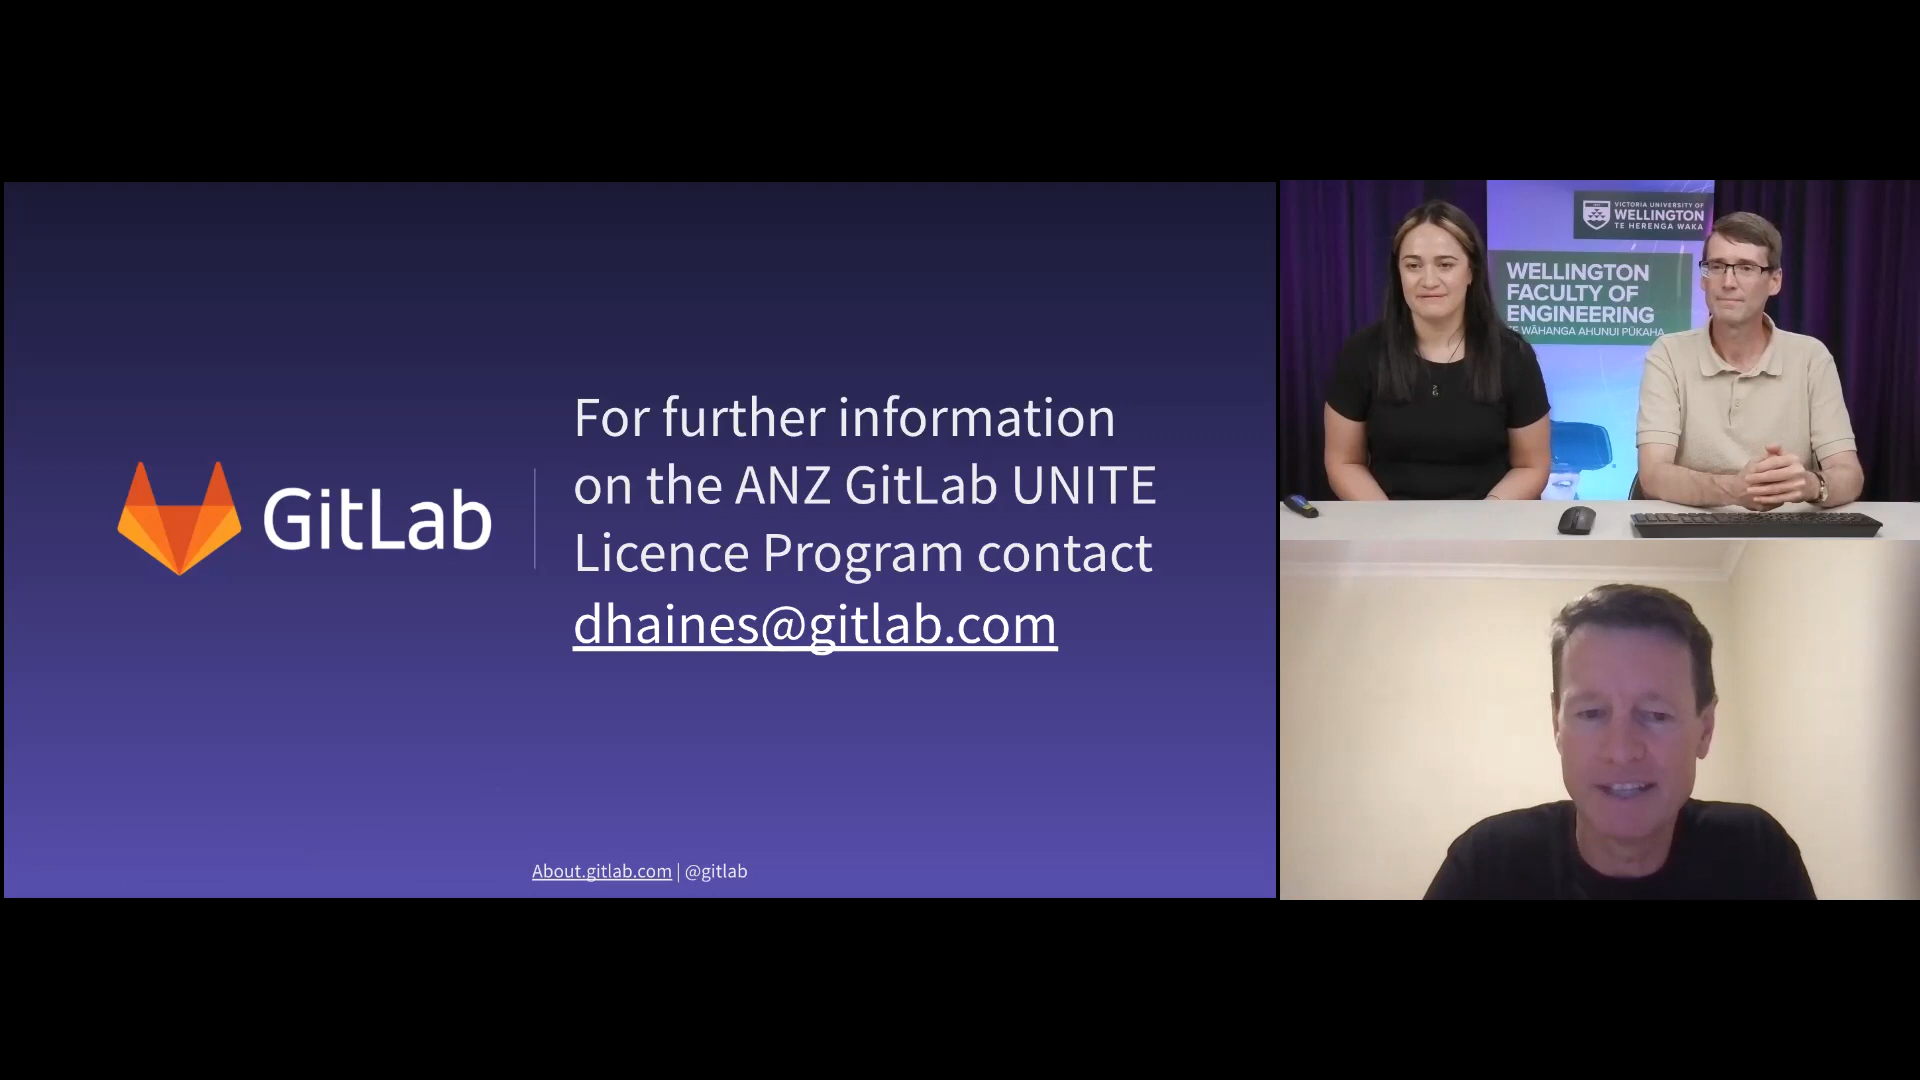 GitLab
For further information
on the ANZ GitLab UNITE
Licence Program contact
dhaines@gitlab.com
About.gitlab.com | @gitlab
VICTORIA UNIVERSITY OF
WELLINGTON
TE HERENGA WAKA
WELLINGTON
FACULTY OF
ENGINEERING
TE WĀHANGA AHUNUI PŪKAHA